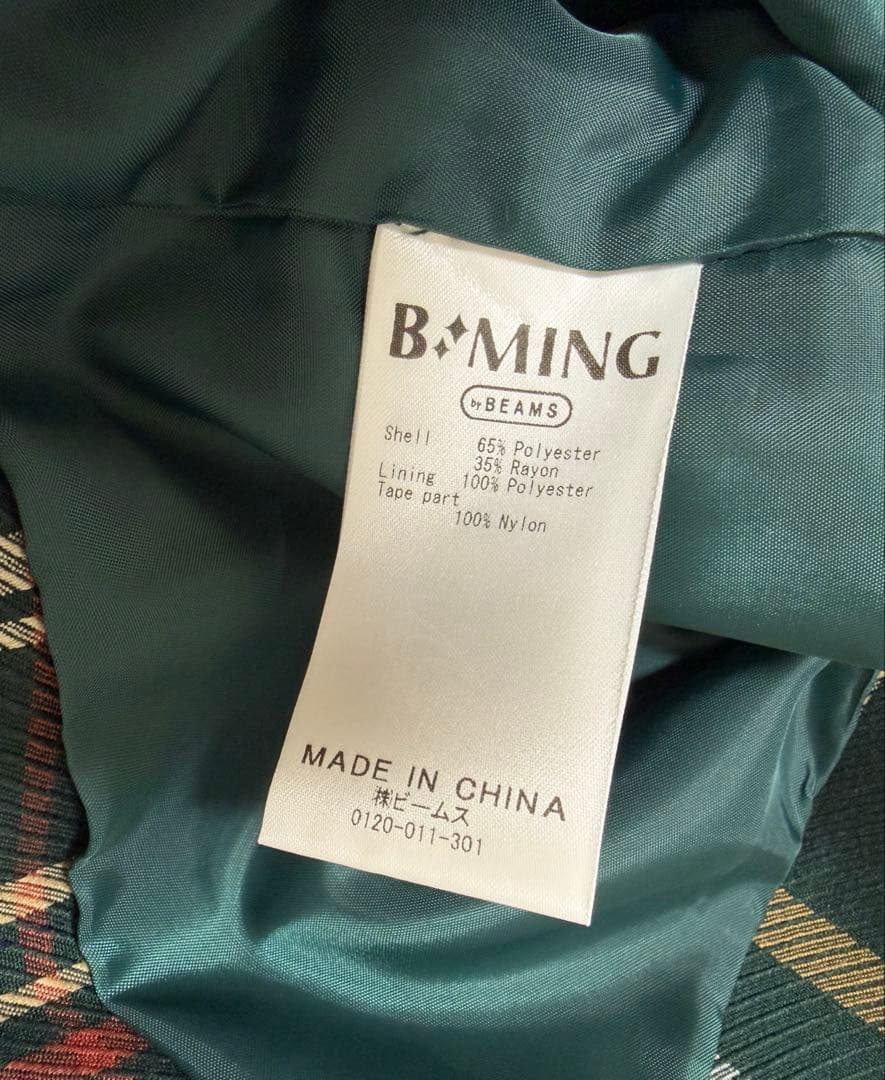 B MING
by BEAMS
Shell 65% Polyester
35% Rayon
Lining 100% Polyester
Tape part
100% Nylon
MADE IN CHINA
㈱ビームス
0120-011-301